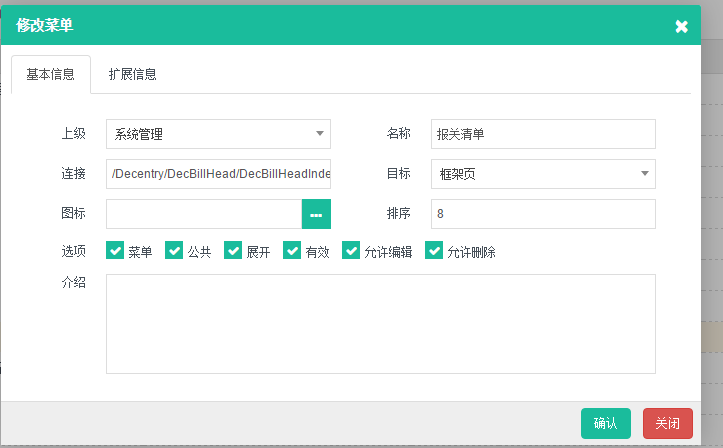 修改菜单
基本信息 扩展信息
上级 系统管理 名称 报关清单
连接 /Decentry/DecBillHead/DecBillHeadInde 目标 框架页
图标 ... 排序 8
选项 菜单 公共 展开 有效 允许编辑 允许删除
介绍
确认 关闭